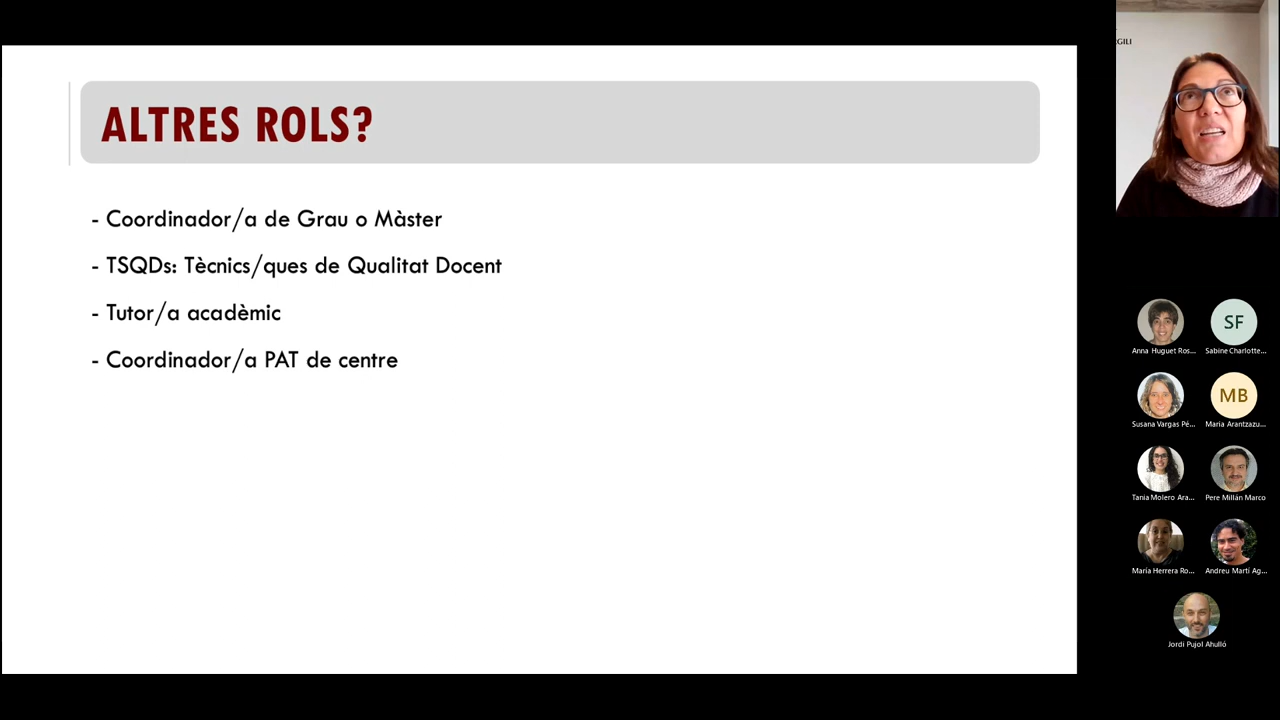 ALTRES ROLS?
- Coordinador/a de Grau o Màster
- TSQDs: Tècnics/ques de Qualitat Docent
- Tutor/a acadèmic
- Coordinador/a PAT de centre
GILI
SF
Anna Huguet Ros...
Sabine Charlotte...
MB
Susana Vargas Pé...
Maria Arantzazu...
Tania Molero Ara...
Pere Millán Marco
María Herrera Ro...
Andreu Martí Ag...
Jordi Pujol Ahulló